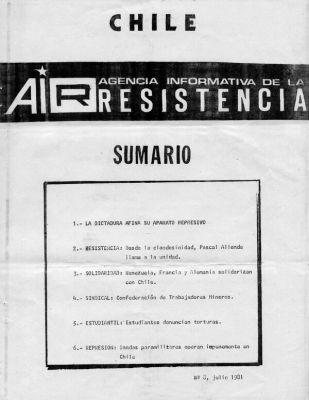 CHILE
AIR AGENCIA INFORMATIVA DE LA
RESISTENCIA
SUMARIO
1.- LA DICTADURA AFINA SU APARATO REPRESIVO
2.- RESISTENCIA: Desde la clandesinidad, Pascal Allende
llama a la unidad.
3.- SOLIDARIDAD: Venezuela, Francia y Alemania solidarizan
con Chile.
4.- SINDICAL: Confederación de Trabajadores Mineros.
5.- ESTUDIANTIL: Estudiantes denuncian torturas.
6.- REPRESION: Bandas paramilitares operan impunemente en
Chile
julio 1981